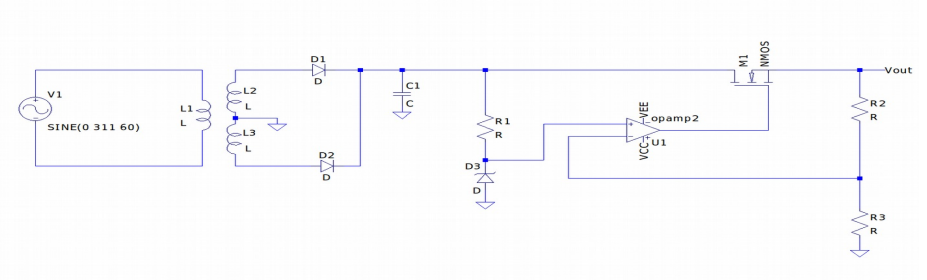 V1
SINE(0 311 60)
L1
L
L2
L
L3
L
D1
D
D2
D
C1
C
R1
R
D3
D
VEE
opamp2
U1
VCC
M1
NMOS
Vout
R2
R
R3
R